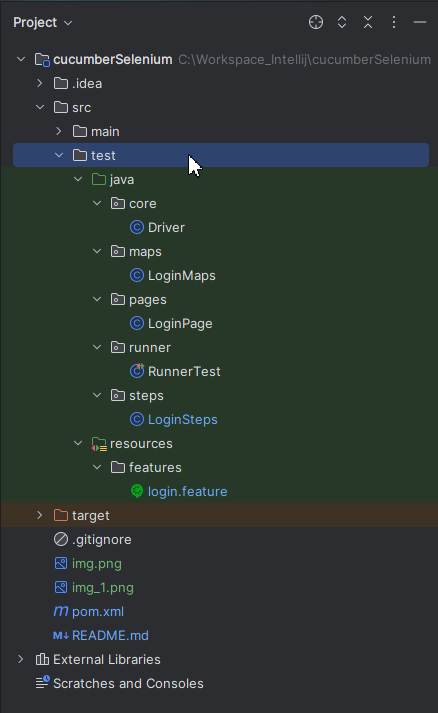 Project
cucumberSelenium C:\Workspace_Intellij\cucumberSelenium
.idea
src
main
test
java
core
Driver
maps
LoginMaps
pages
LoginPage
runner
RunnerTest
steps
LoginSteps
resources
features
login.feature
target
.gitignore
img.png
img_1.png
m pom.xml
M↓ README.md
External Libraries
Scratches and Consoles